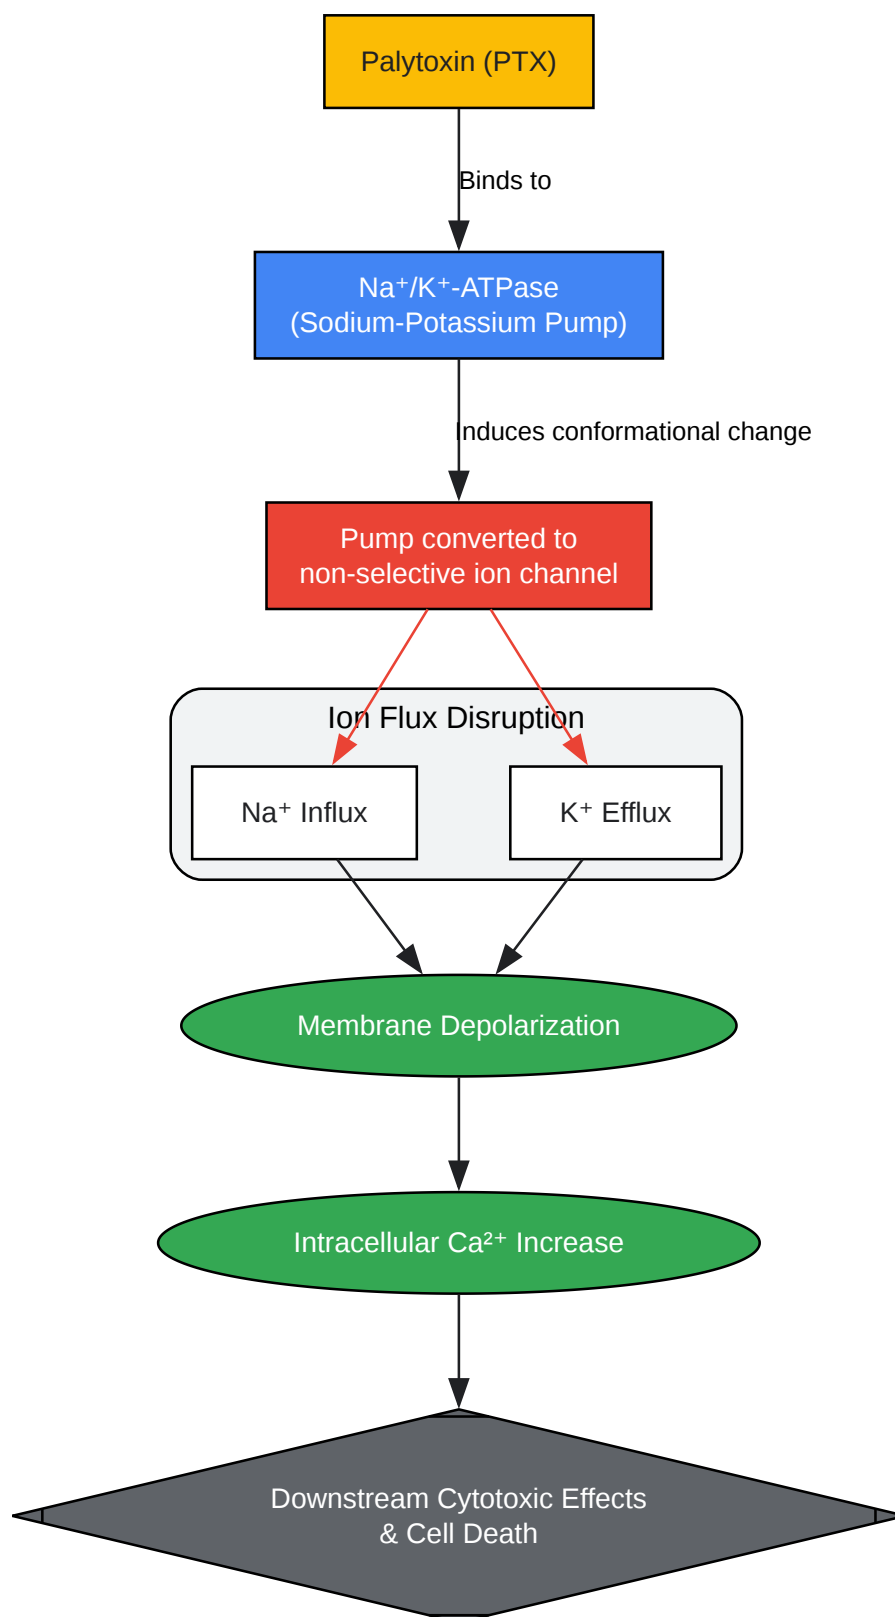 Palytoxin (PTX)
Binds to
Na⁺/K⁺-ATPase
(Sodium-Potassium Pump)
Induces conformational change
Pump converted to
non-selective ion channel
Ion Flux Disruption
Na⁺ Influx
K⁺ Efflux
Membrane Depolarization
Intracellular Ca²⁺ Increase
Downstream Cytotoxic Effects
& Cell Death